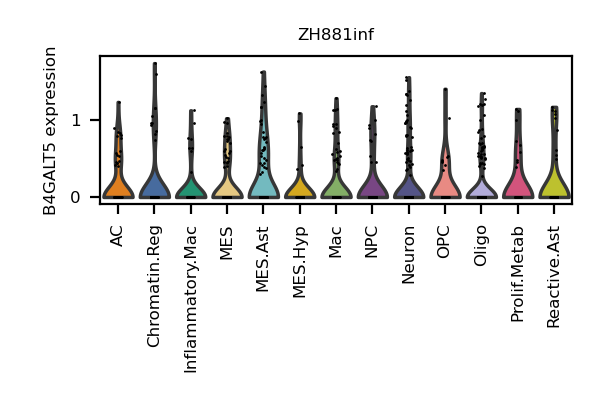 ZH881inf
B4GALT5 expression
1
0
AC
Chromatin.Reg
Inflammatory.Mac
MES
MES.Ast
MES.Hyp
Mac
NPC
Neuron
OPC
Oligo
Prolif.Metab
Reactive.Ast